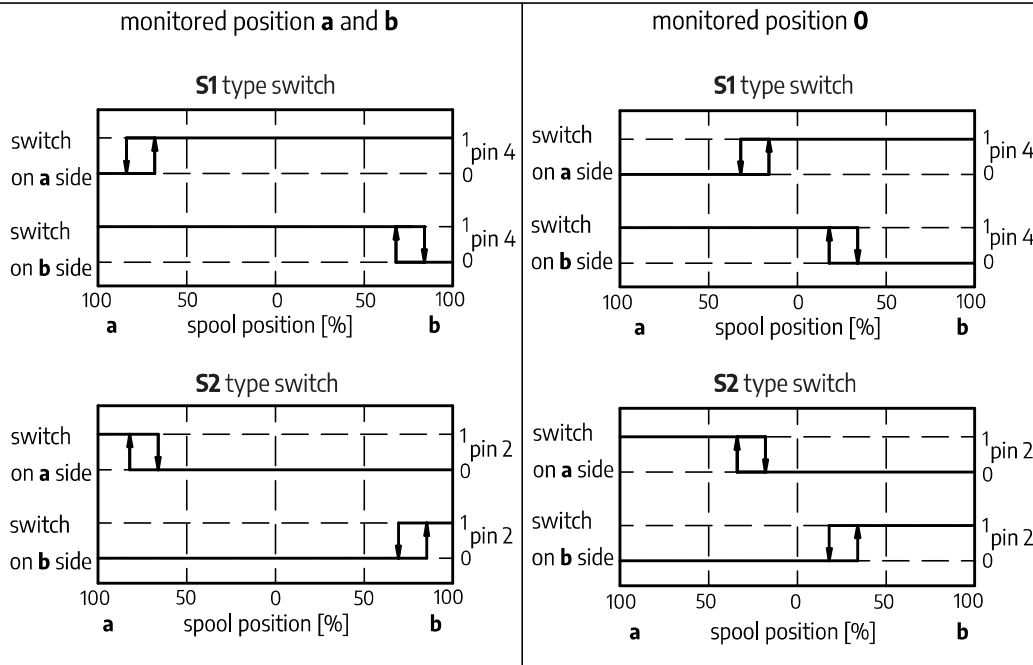 monitored position a and b
S1 type switch
switch
on a side
1
pin 4
0
switch
on b side
1
pin 4
0
100 50 0 50 100
a spool position [%] b
S2 type switch
switch
on a side
1
pin 2
0
switch
on b side
1
pin 2
0
100 50 0 50 100
a spool position [%] b
monitored position 0
S1 type switch
switch
on a side
1
pin 4
0
switch
on b side
1
pin 4
0
100 50 0 50 100
a spool position [%] b
S2 type switch
switch
on a side
1
pin 2
0
switch
on b side
1
pin 2
0
100 50 0 50 100
a spool position [%] b